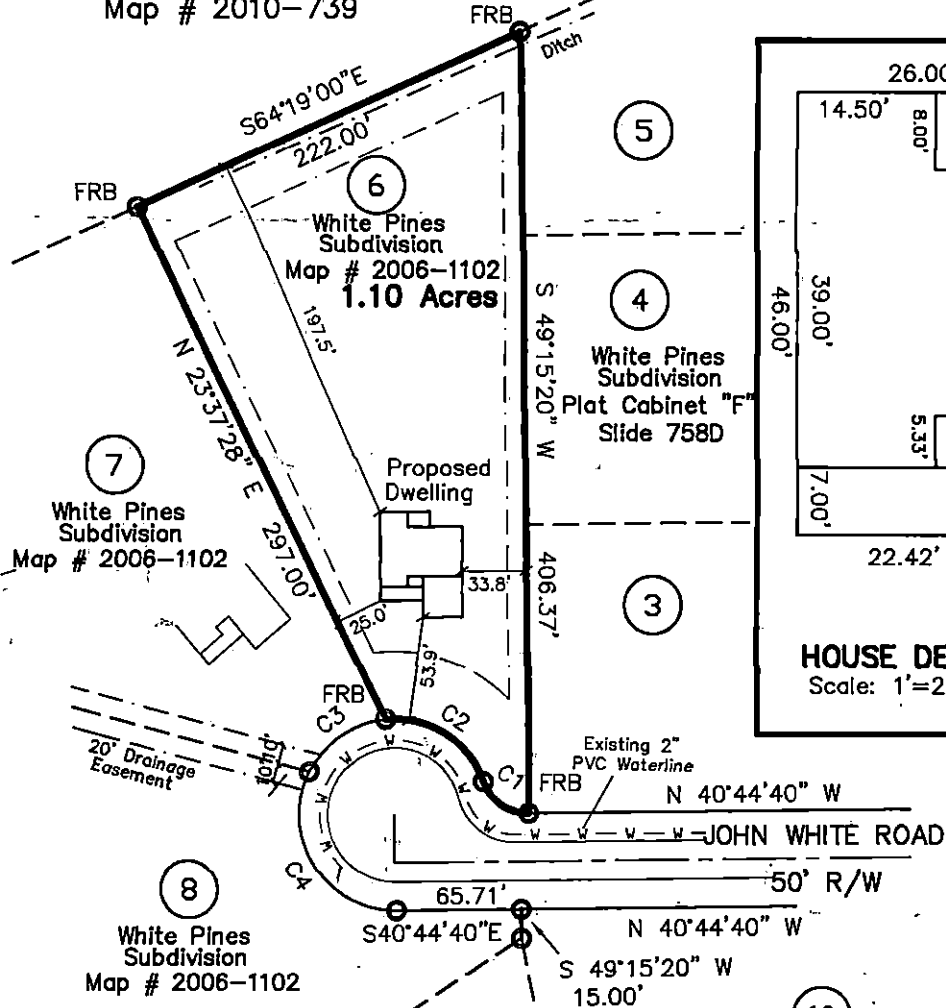 Map # 2010-739
FRB
Ditch
S64°19'00"E
222.00'
FRB
6
White Pines
Subdivision
Map # 2006-1102
1.10 Acres
197.5'
5
4
White Pines
Subdivision
Plat Cabinet "F"
Slide 758D
S 49°15'20" W
406.37'
N 23°37'28" E
297.00'
7
White Pines
Subdivision
Map # 2006-1102
Proposed
Dwelling
33.8'
25.0'
53.9'
3
FRB
C3
C2
C1
FRB
20' Drainage
Easement
10'
10'
Existing 2"
PVC Waterline
W W W W W W W W W W W W
N 40°44'40" W
JOHN WHITE ROAD
50' R/W
C4
65.71'
S40°44'40"E
N 40°44'40" W
S 49°15'20" W
15.00'
8
White Pines
Subdivision
Map # 2006-1102
26.00
14.50'
8.00'
39.00'
46.00'
5.33'
7.00'
22.42'
HOUSE DE
Scale: 1'=2